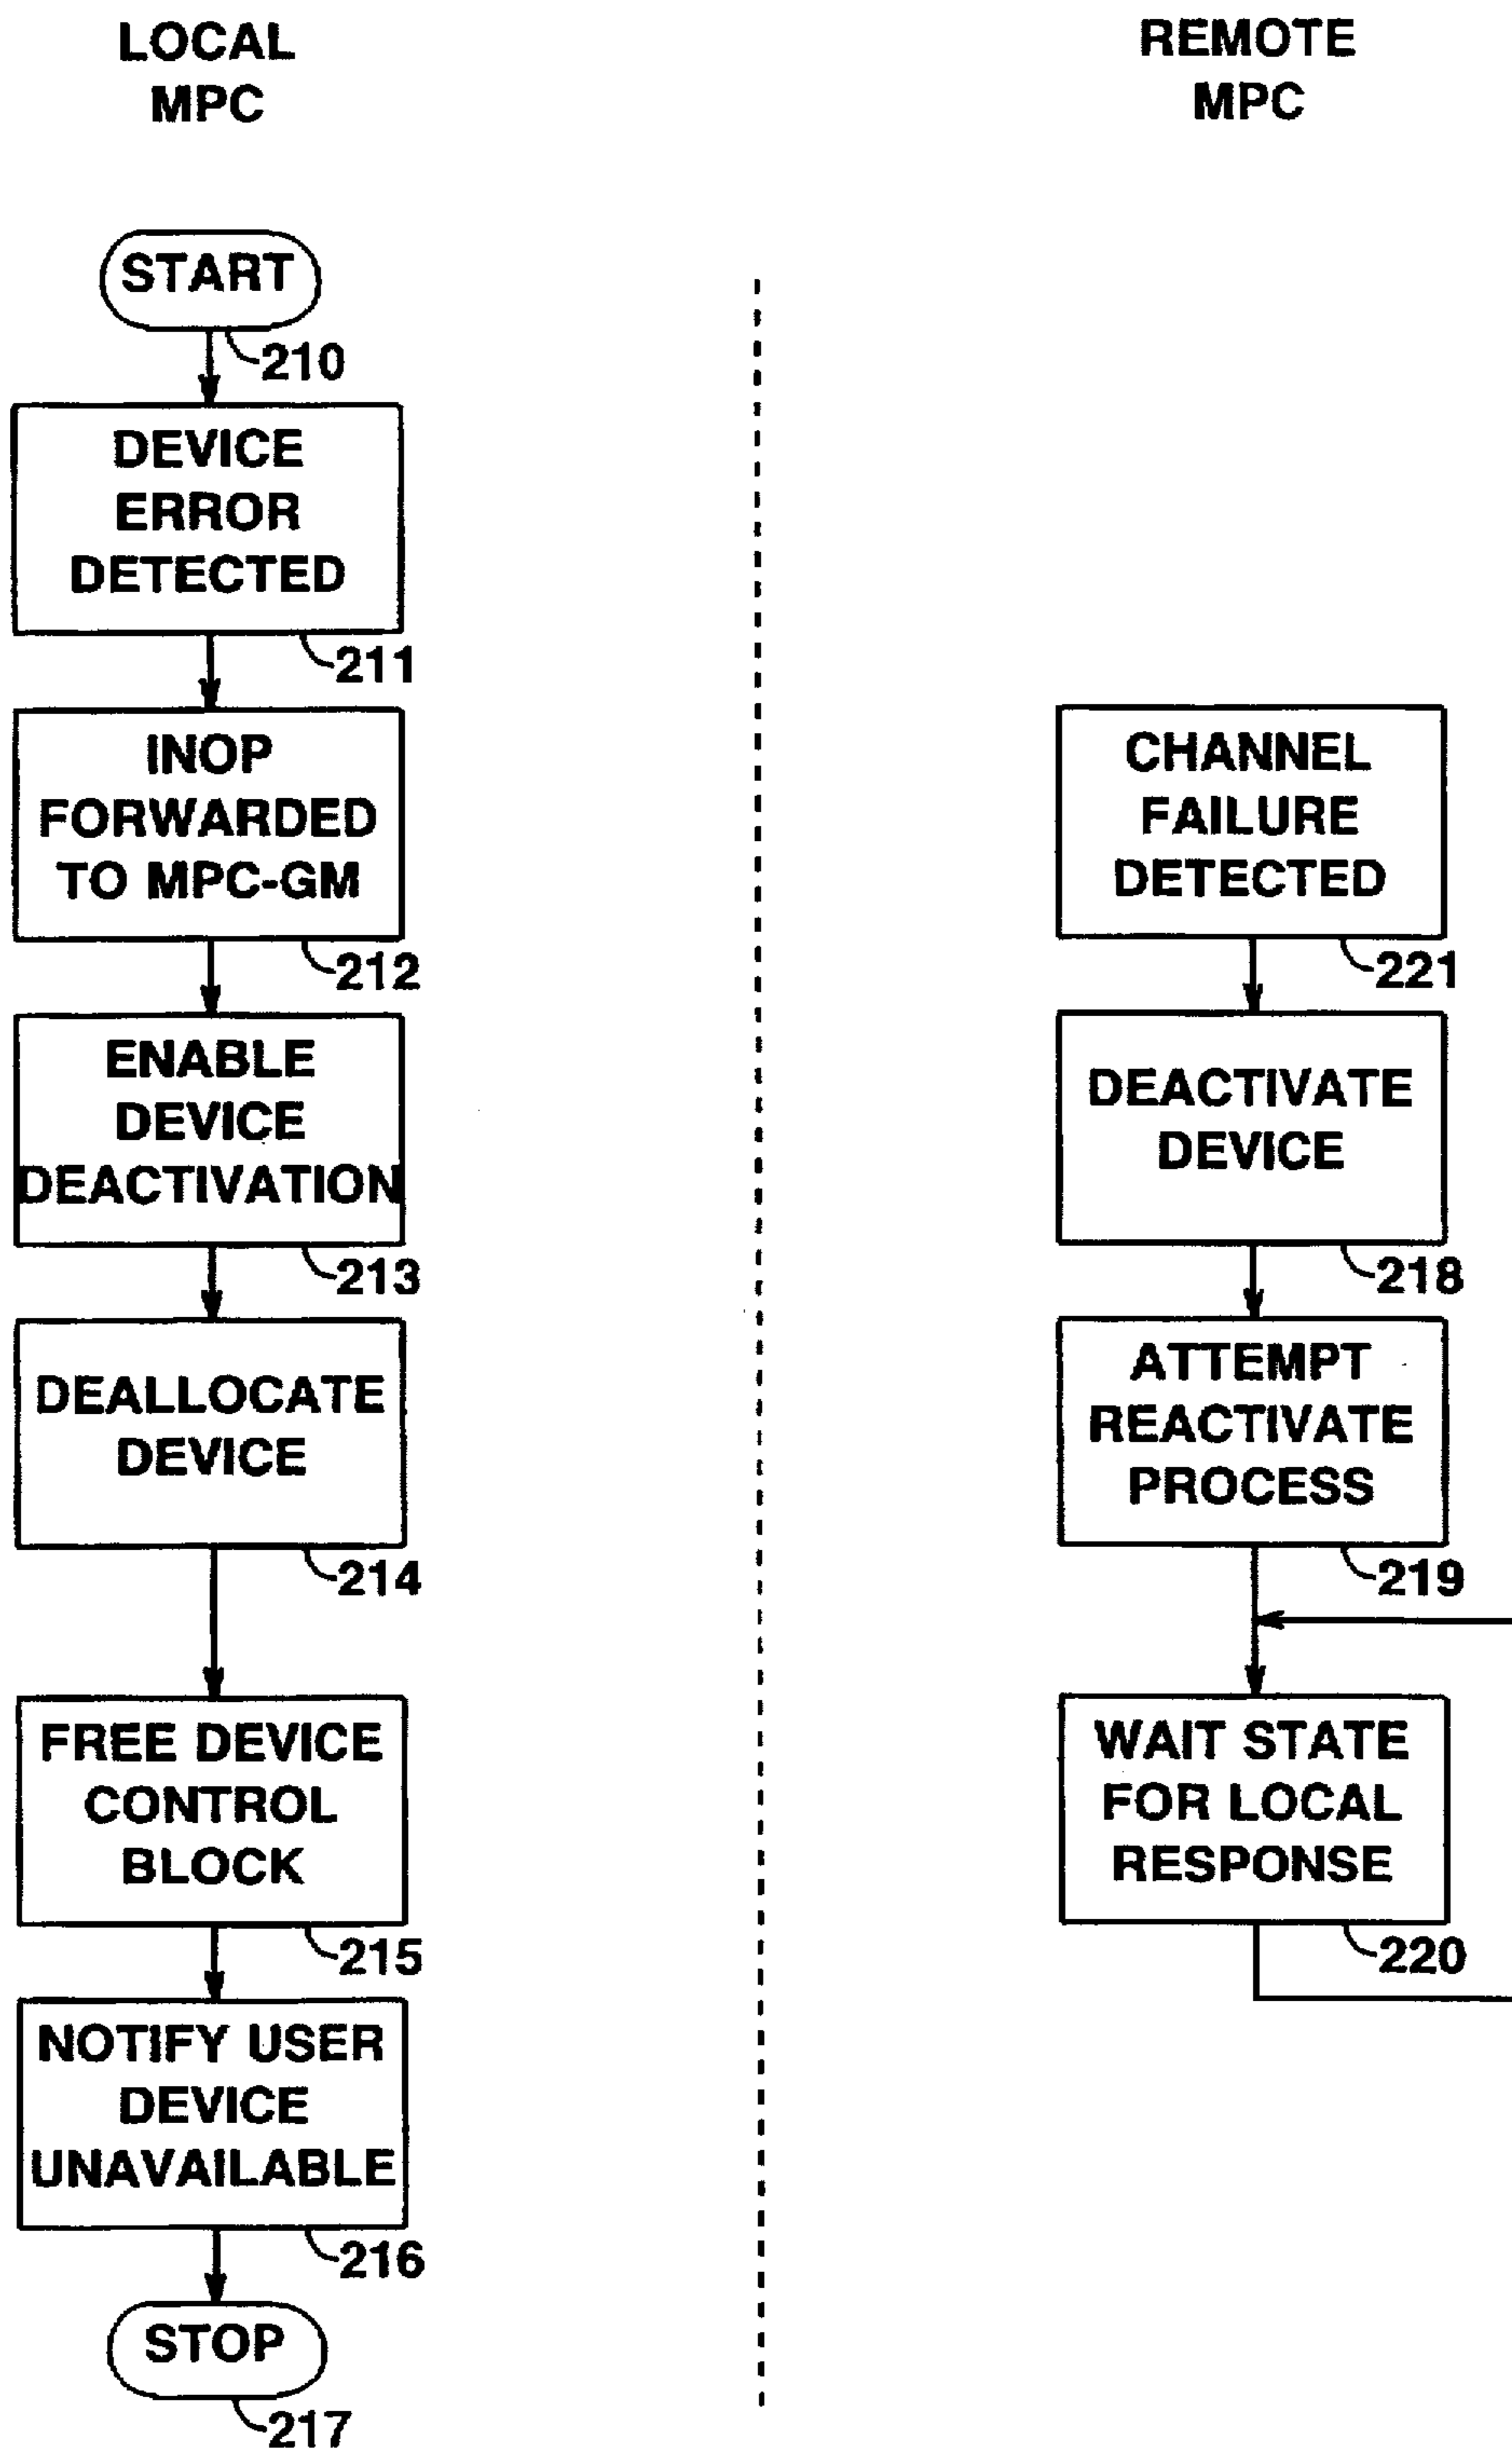 LOCAL
MPC
START
210
DEVICE
ERROR
DETECTED
211
INOP
FORWARDED
TO MPC-GM
212
ENABLE
DEVICE
DEACTIVATION
213
DEALLOCATE
DEVICE
214
FREE DEVICE
CONTROL
BLOCK
215
NOTIFY USER
DEVICE
UNAVAILABLE
216
STOP
217
REMOTE
MPC
CHANNEL
FAILURE
DETECTED
221
DEACTIVATE
DEVICE
218
ATTEMPT
REACTIVATE
PROCESS
219
WAIT STATE
FOR LOCAL
RESPONSE
220